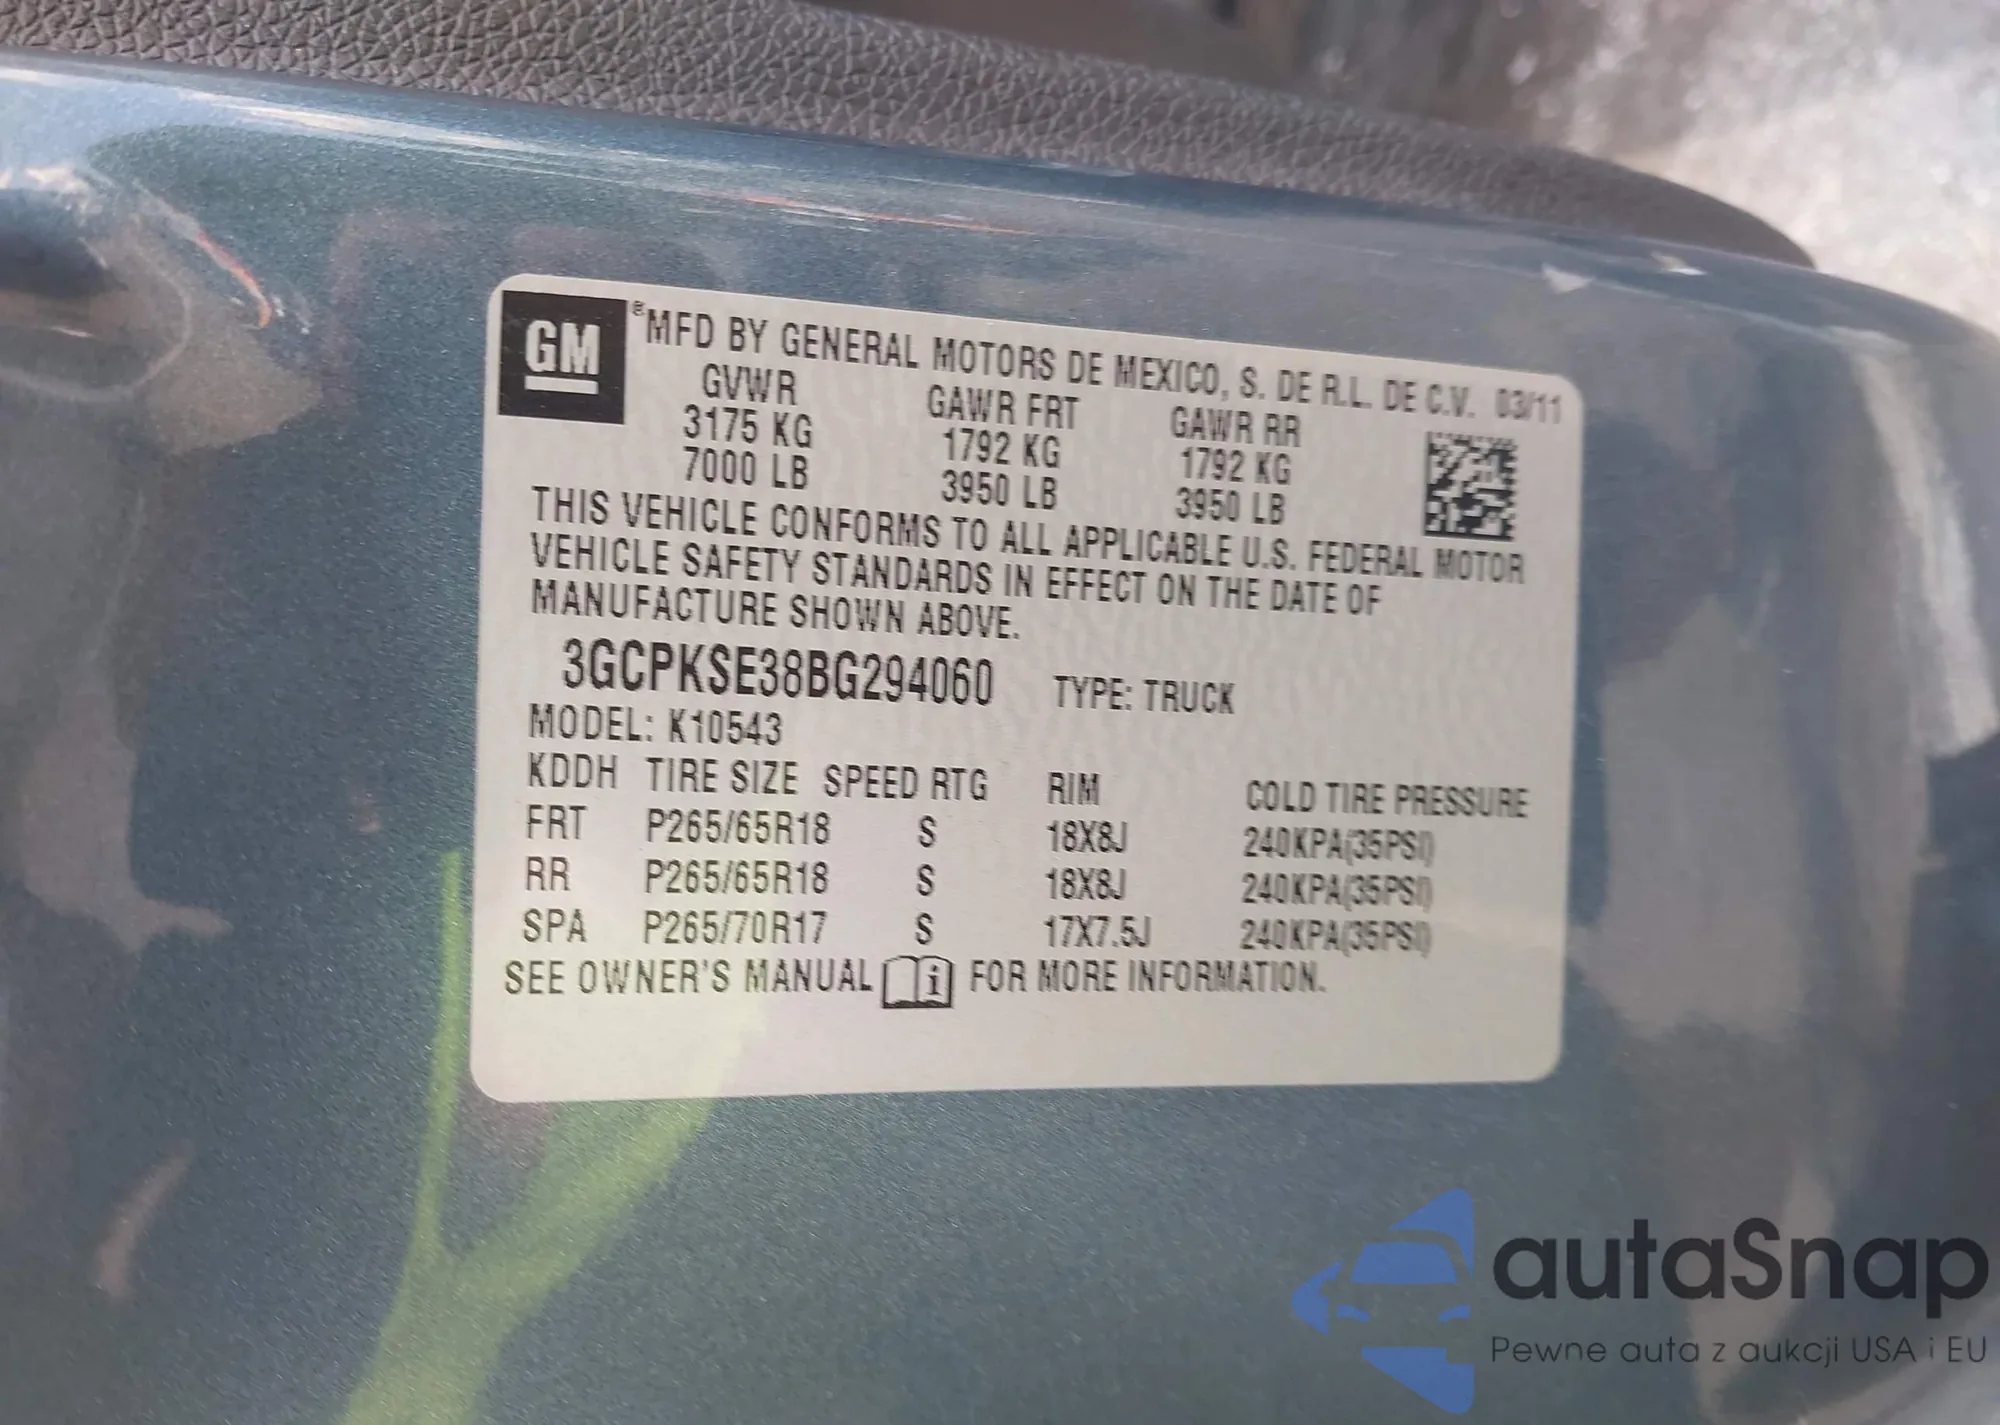 GM ®MFD BY GENERAL MOTORS DE MEXICO, S. DE R.L. DE C.V. 03/11
GVWR GAWR FRT GAWR RR
3175 KG 1792 KG 1792 KG
7000 LB 3950 LB 3950 LB
THIS VEHICLE CONFORMS TO ALL APPLICABLE U.S. FEDERAL MOTOR
VEHICLE SAFETY STANDARDS IN EFFECT ON THE DATE OF
MANUFACTURE SHOWN ABOVE.
3GCPKSE38BG294060 TYPE: TRUCK
MODEL: K10543
KDDH TIRE SIZE SPEED RTG RIM COLD TIRE PRESSURE
FRT P265/65R18 S 18X8J 240KPA(35PSI)
RR P265/65R18 S 18X8J 240KPA(35PSI)
SPA P265/70R17 S 17X7.5J 240KPA(35PSI)
SEE OWNER'S MANUAL i FOR MORE INFORMATION.
autaSnap
Pewne auta z aukcji USA i EU